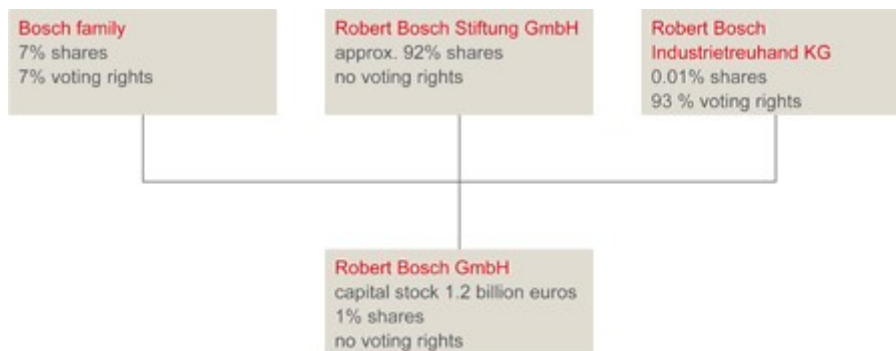 Bosch family
7% shares
7% voting rights
Robert Bosch Stiftung GmbH
approx. 92% shares
no voting rights
Robert Bosch
Industrietreuhand KG
0.01% shares
93 % voting rights
Robert Bosch GmbH
capital stock 1.2 billion euros
1% shares
no voting rights